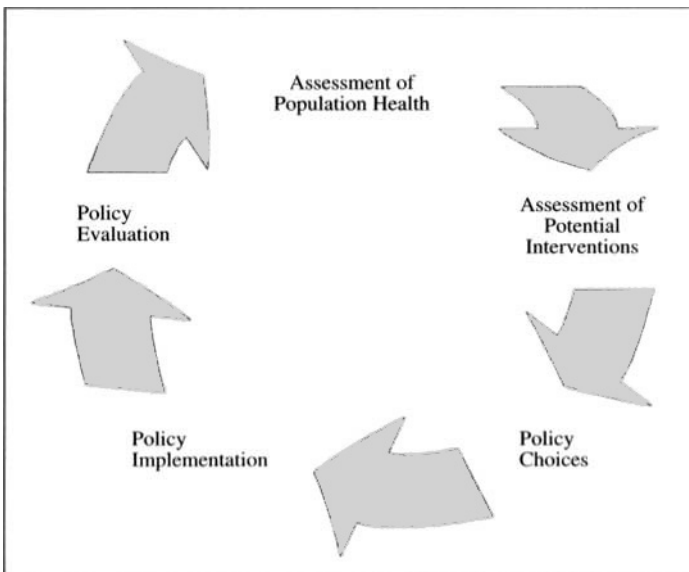 Assessment of
Population Health
Assessment of
Potential
Interventions
Policy
Choices
Policy
Implementation
Policy
Evaluation